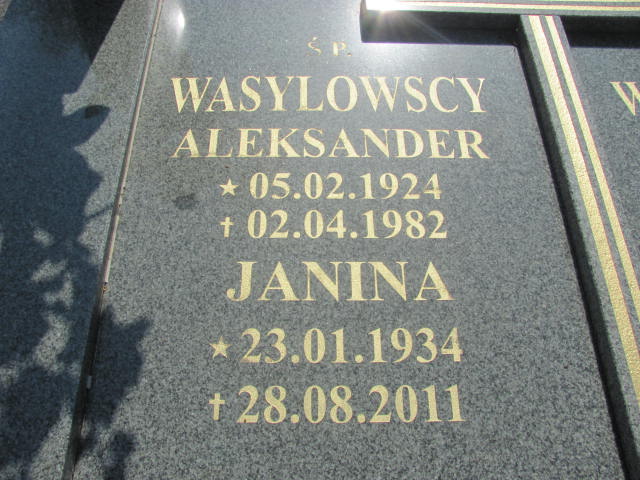 Ś P.
WASYLOWSCY
ALEKSANDER
★ 05.02.1924
✝ 02.04.1982
JANINA
★ 23.01.1934
✝ 28.08.2011
W